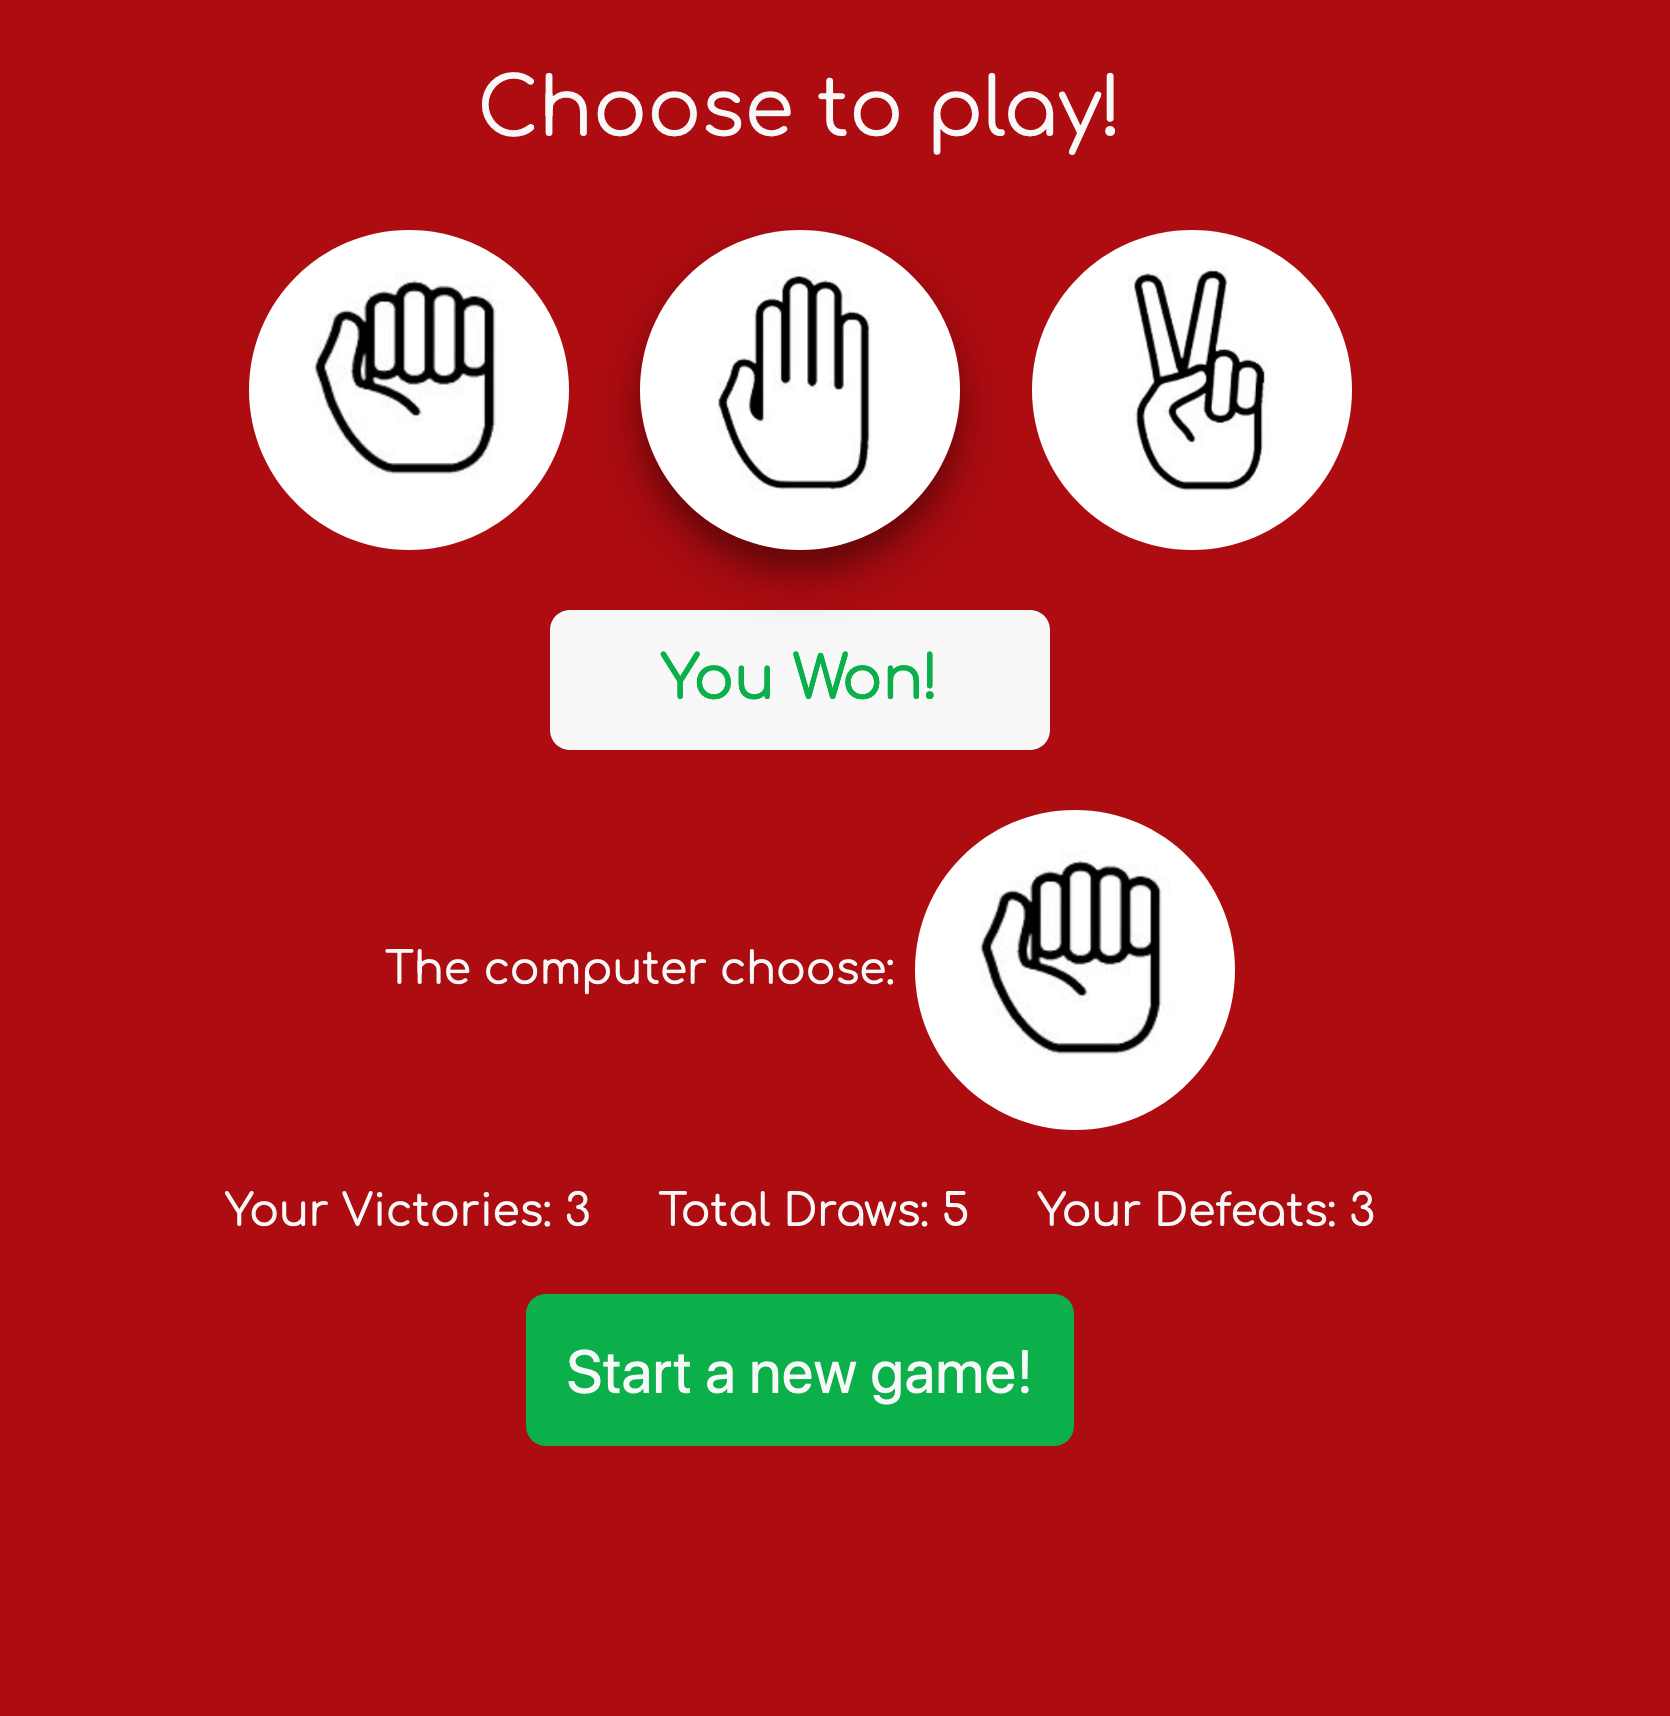 Choose to play!
You Won!
The computer choose:
Your Victories: 3 Total Draws: 5 Your Defeats: 3
Start a new game!